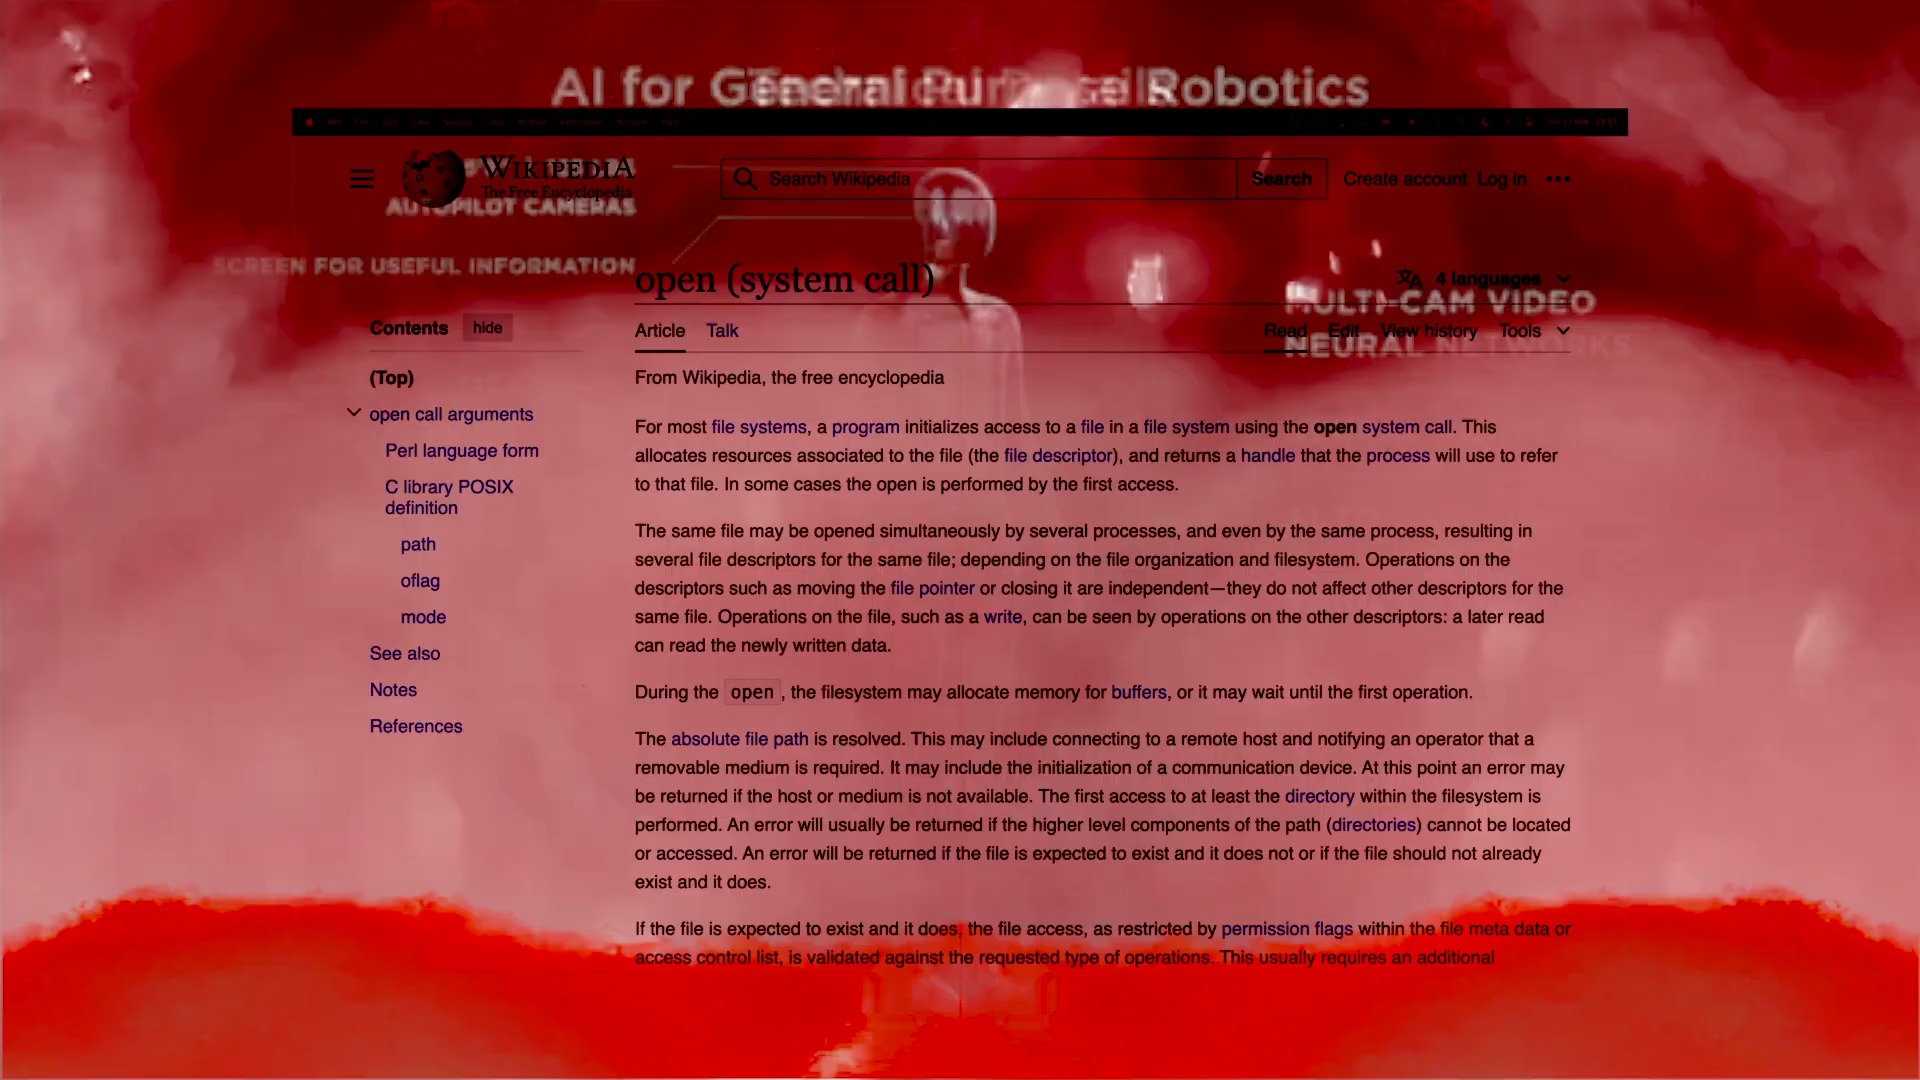 AI for General Purpose Robotics
WIKIPEDIA
The Free Encyclopedia
Search Wikipedia
Search
Create account
Log in
AUTOPILOT CAMERAS
SCREEN FOR USEFUL INFORMATION
open (system call)
4 languages
MULTI-CAM VIDEO
NEURAL NETWORKS
Contents
hide
Article
Talk
Read
Edit
View history
Tools
(Top)
open call arguments
Perl language form
C library POSIX
definition
path
oflag
mode
See also
Notes
References
From Wikipedia, the free encyclopedia
For most file systems, a program initializes access to a file in a file system using the open system call. This
allocates resources associated to the file (the file descriptor), and returns a handle that the process will use to refer
to that file. In some cases the open is performed by the first access.
The same file may be opened simultaneously by several processes, and even by the same process, resulting in
several file descriptors for the same file; depending on the file organization and filesystem. Operations on the
descriptors such as moving the file pointer or closing it are independent—they do not affect other descriptors for the
same file. Operations on the file, such as a write, can be seen by operations on the other descriptors: a later read
can read the newly written data.
During the open, the filesystem may allocate memory for buffers, or it may wait until the first operation.
The absolute file path is resolved. This may include connecting to a remote host and notifying an operator that a
removable medium is required. It may include the initialization of a communication device. At this point an error may
be returned if the host or medium is not available. The first access to at least the directory within the filesystem is
performed. An error will usually be returned if the higher level components of the path (directories) cannot be located
or accessed. An error will be returned if the file is expected to exist and it does not or if the file should not already
exist and it does.
If the file is expected to exist and it does, the file access, as restricted by permission flags within the file meta data or
access control list, is validated against the requested type of operations. This usually requires an additional